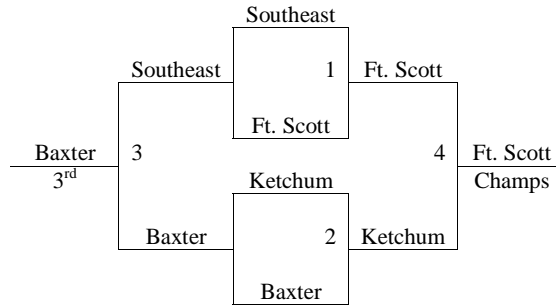 Southeast
Southeast 1 Ft. Scott
Ft. Scott
Baxter 3 4 Ft. Scott
3rd Ketchum Champs
Baxter 2 Ketchum
Baxter